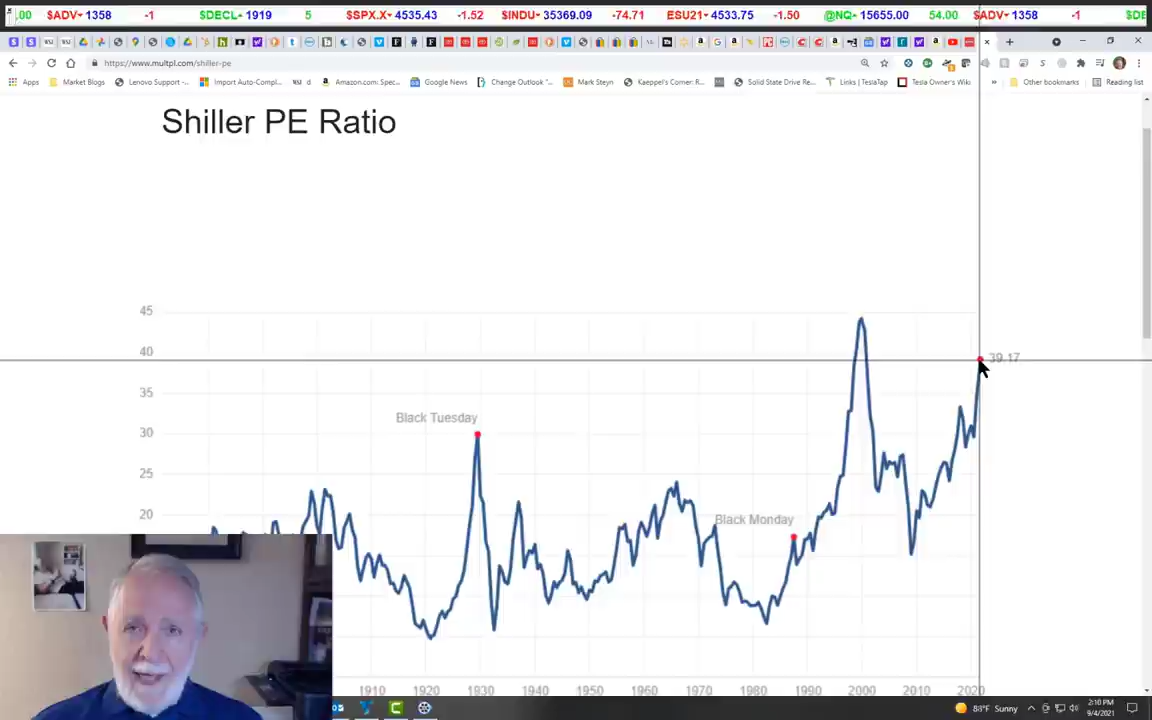 .00 $ADV 1358 -1 $DECL 1919 5 $SPX.X 4535.43 -1.52 $INDU 35369.09 -74.71 ESU21 4533.75 -1.50 @NQ 15655.00 54.00 $ADV 1358 -1 $DE
https://www.multpl.com/shiller-pe
Apps Market Blogs Lenovo Support -... Import Auto-Compl... d Amazon.com: Spec... Google News Change Outlook "... Mark Steyn Kaeppel's Corner: R... Solid State Drive Re... Links | TeslaTap Tesla Owner's Wiki » Other bookmarks Reading list
Shiller PE Ratio
45
40
39.17
35
Black Tuesday
30
25
Black Monday
20
1910 1920 1930 1940 1950 1960 1970 1980 1990 2000 2010 2020
88°F Sunny
2:10 PM
9/4/2021